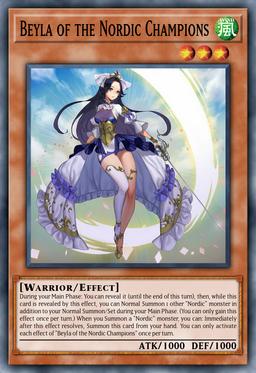 BEYLA OF THE NORDIC CHAMPIONS
[WARRIOR/EFFECT]
During your Main Phase: You can reveal it (until the end of this turn), then, while this
card is revealed by this effect, you can Normal Summon 1 other "Nordic" monster in
addition to your Normal Summon/Set during your Main Phase. (You can only gain this
effect once per turn.) When you Summon a "Nordic" monster, you can: Immediately
after this effect resolves, Summon this card from your hand. You can only activate
each effect of "Beyla of the Nordic Champions" once per turn.
ATK/1000 DEF/1000